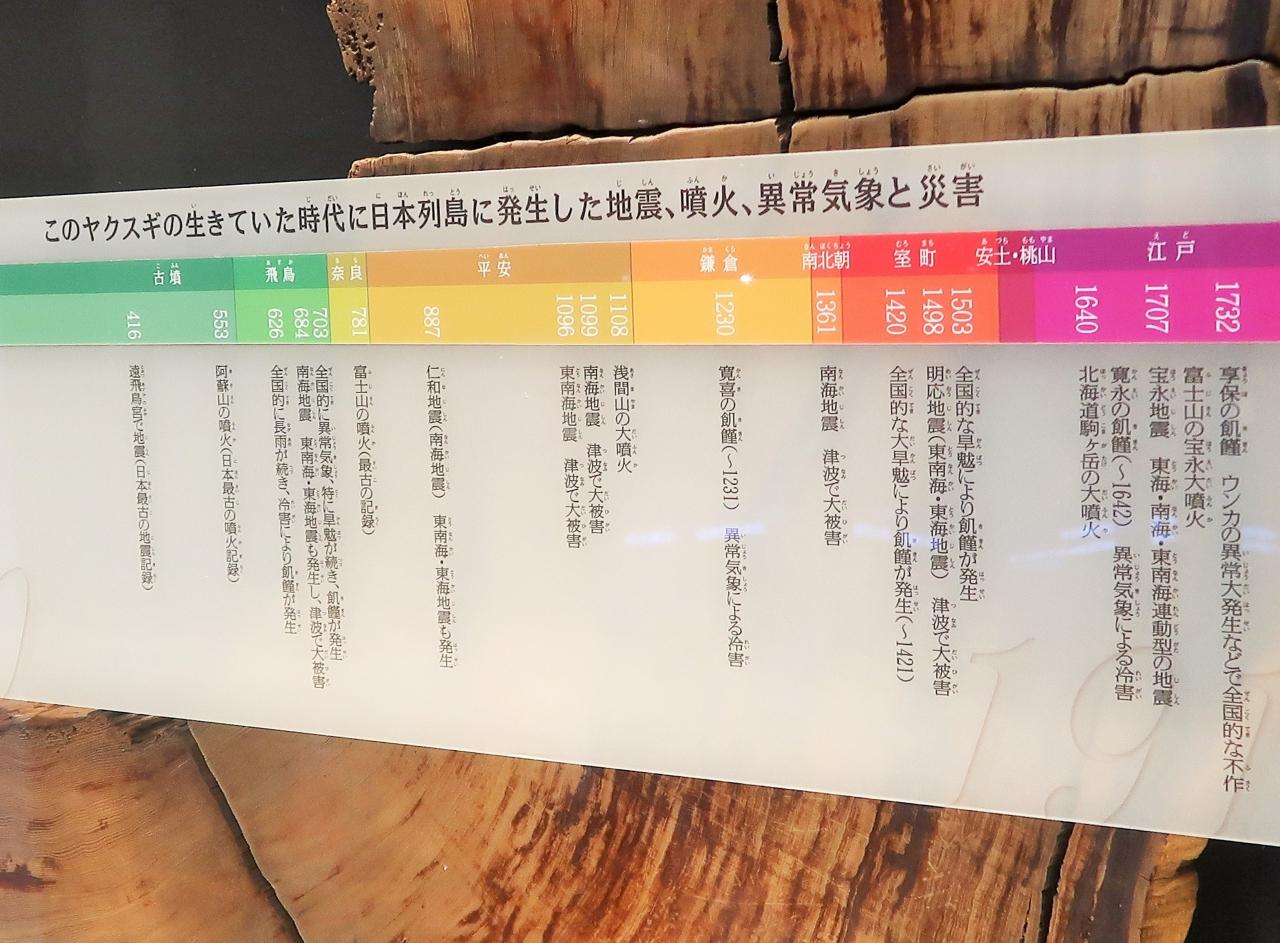 このヤクスギの生きていた時代に日本列島に発生した地震、噴火、異常気象と災害
古墳
飛鳥
奈良
平安
鎌倉
南北朝
室町
安土・桃山
江戸
416
遠飛鳥宮で地震(日本最古の地震記録)
553
阿蘇山の噴火(日本最古の噴火記録)
626
全国的に長雨が続き、冷害により飢饉が発生
684
南海地震 東南海・東海地震も発生し、津波で大被害
703
全国的に異常気象、特に旱魃が続き、飢饉が発生
781
富士山の噴火(最古の記録)
887
仁和地震(南海地震) 東南海・東海地震も発生
1096
東南海地震 津波で大被害
1099
南海地震 津波で大被害
1108
浅間山の大噴火
1230
寛喜の飢饉(～1231) 異常気象による冷害
1361
南海地震 津波で大被害
1420
全国的な大旱魃により飢饉が発生(～1421)
1498
明応地震(東南海・東海地震) 津波で大被害
1503
全国的な旱魃により飢饉が発生
1640
北海道駒ヶ岳の大噴火
寛永の飢饉(～1642) 異常気象による冷害
1707
宝永地震 東海・南海・東南海連動型の地震
富士山の宝永大噴火
1732
享保の飢饉 ウンカの異常大発生などで全国的な不作